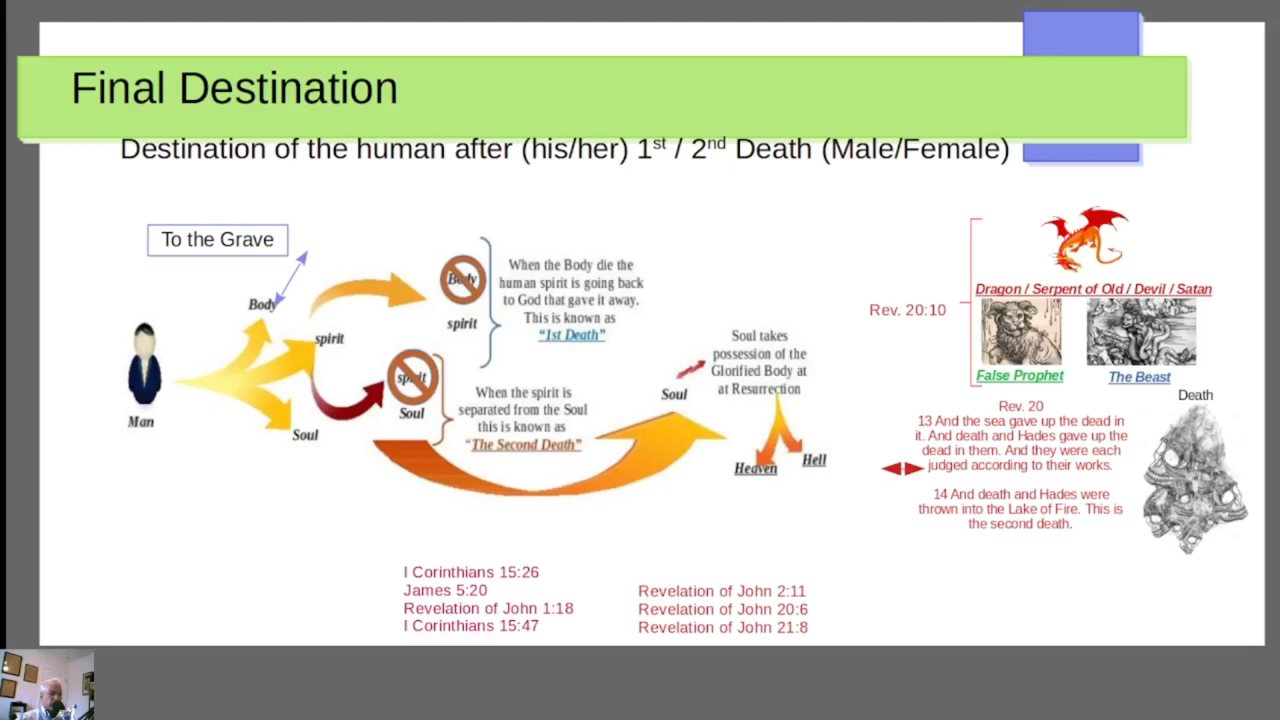 Final Destination
Destination of the human after (his/her) 1st / 2nd Death (Male/Female)
To the Grave
Body
spirit
Soul
Man
Body
spirit
When the Body die the
human spirit is going back
to God that gave it away.
This is known as
“1st Death”
spirit
Soul
When the spirit is
separated from the Soul
this is known as
“The Second Death”
Soul
Soul takes
possession of the
Glorified Body at
at Resurrection
Heaven
Hell
Rev. 20:10
Dragon / Serpent of Old / Devil / Satan
False Prophet
The Beast
Death
Rev. 20
13 And the sea gave up the dead in
it. And death and Hades gave up the
dead in them. And they were each
judged according to their works.
14 And death and Hades were
thrown into the Lake of Fire. This is
the second death.
I Corinthians 15:26
James 5:20
Revelation of John 1:18
I Corinthians 15:47
Revelation of John 2:11
Revelation of John 20:6
Revelation of John 21:8